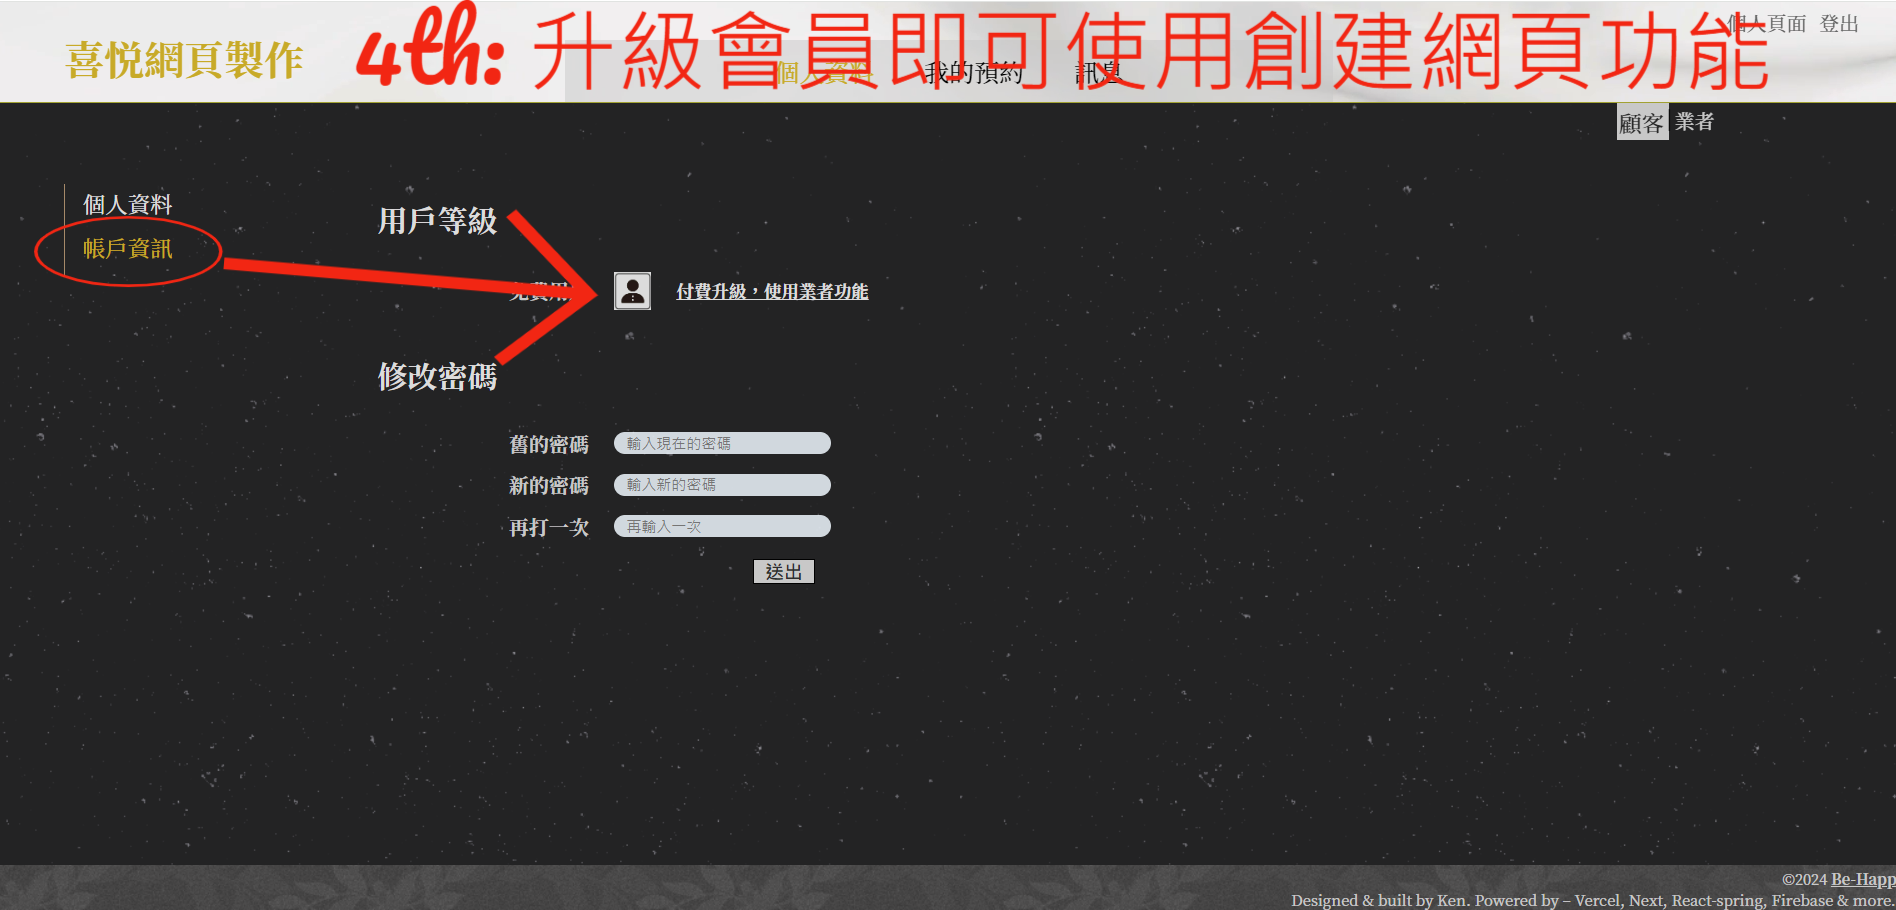 喜悅網頁製作
4th: 升級會員即可使用創建網頁功能
個人資料 我的預約 訊息
個人頁面 登出
顧客 業者
個人資料
帳戶資訊
用戶等級
免費用
付費升級，使用業者功能
修改密碼
舊的密碼 輸入現在的密碼
新的密碼 輸入新的密碼
再打一次 再輸入一次
送出
©2024 Be-Happ
Designed & built by Ken. Powered by – Vercel, Next, React-spring, Firebase & more.